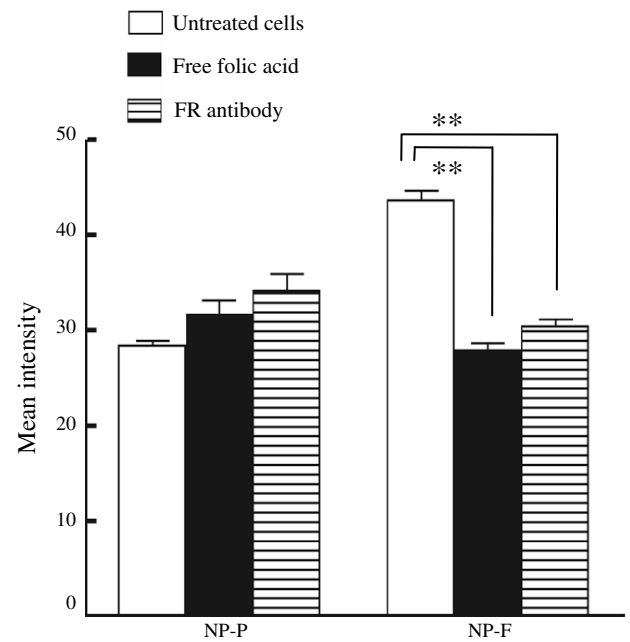 Untreated cells
Free folic acid
FR antibody
**
**
50
40
30
20
10
0
Mean intensity
NP-P
NP-F